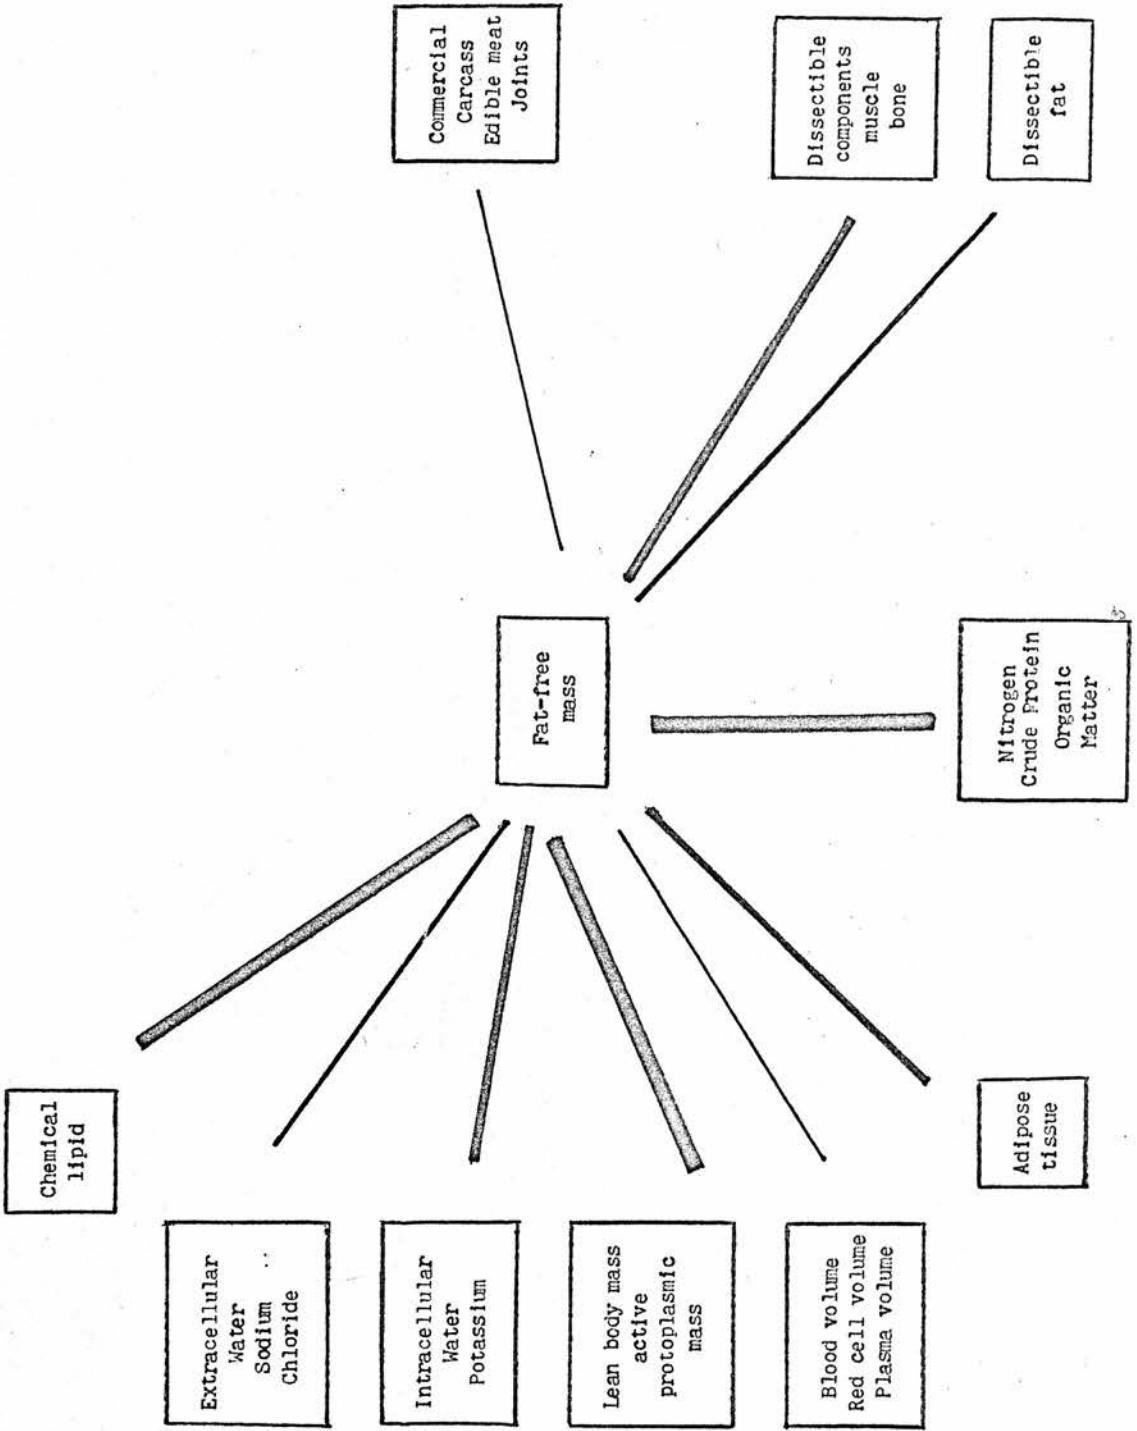 Chemical
lipid
Extracellular
Water
Sodium
Chloride
Intracellular
Water
Potassium
Lean body mass
active
protoplasmic
mass
Blood volume
Red cell volume
Plasma volume
Adipose
tissue
Fat-free
mass
Nitrogen
Crude Protein
Organic
Matter
Commercial
Carcass
Edible meat
Joints
Dissectible
components
muscle
bone
Dissectible
fat